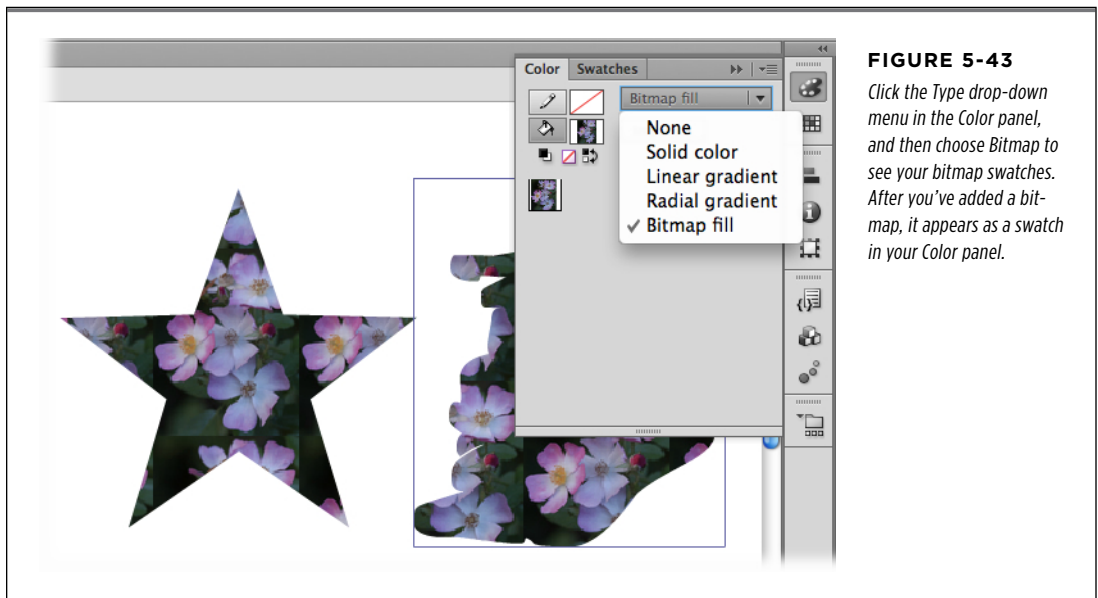 Color Swatches
Bitmap fill
None
Solid color
Linear gradient
Radial gradient
✓ Bitmap fill
FIGURE 5-43
Click the Type drop-down
menu in the Color panel,
and then choose Bitmap to
see your bitmap swatches.
After you’ve added a bit-
map, it appears as a swatch
in your Color panel.